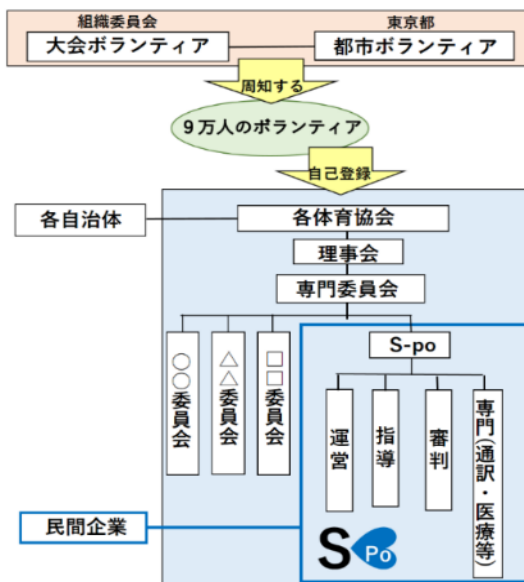 組織委員会
東京都
大会ボランティア
都市ボランティア
周知する
９万人のボランティア
自己登録
各自治体
各体育協会
理事会
専門委員会
○○委員会
△△委員会
□□委員会
S-po
運営
指導
審判
専門(通訳・医療等)
民間企業
S Po